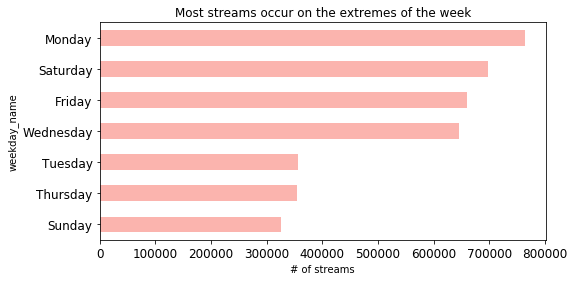 Most streams occur on the extremes of the week
Monday
Saturday
Friday
Wednesday
Tuesday
Thursday
Sunday
weekday_name
0 100000 200000 300000 400000 500000 600000 700000 800000
# of streams